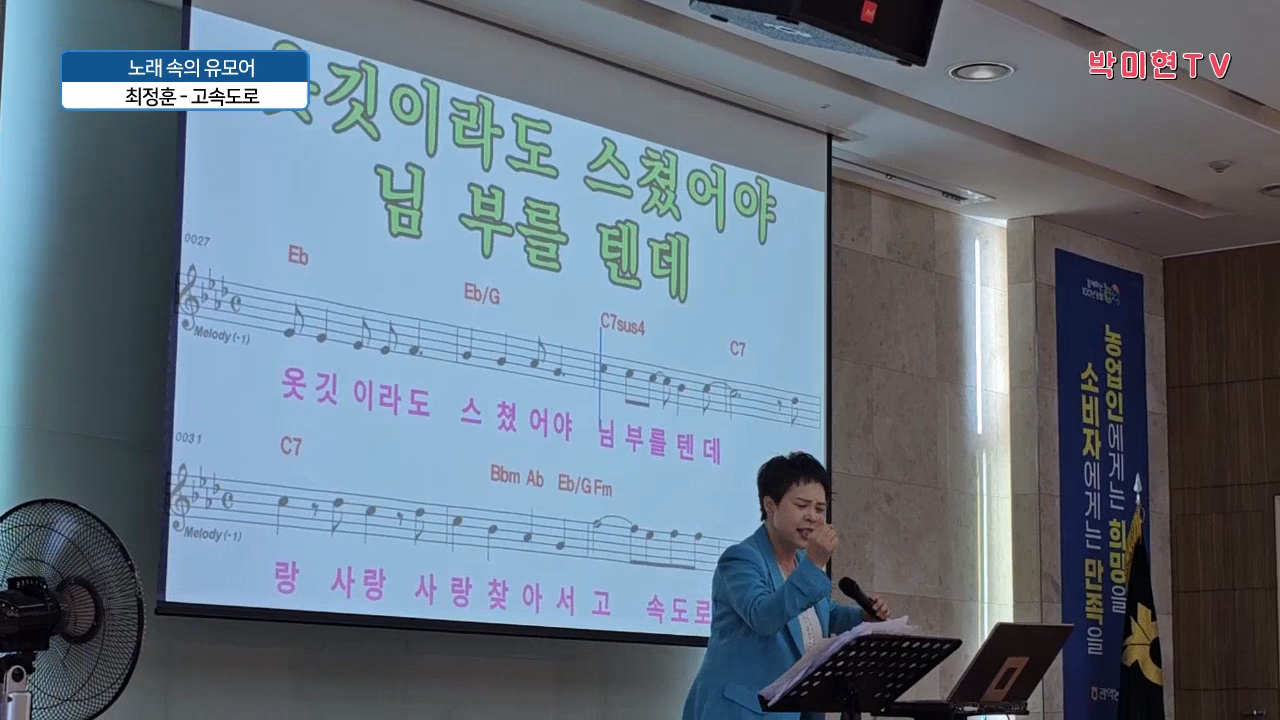 노래 속의 유모어
최정훈 - 고속도로
박미현TV
옷깃이라도 스쳤어야
님 부를 텐데
0027
Eb
Eb/G
C7sus4
C7
Melody (-1)
옷 깃 이라도 스 쳤 어야 님 부를 텐 데
0031
C7
Bbm Ab Eb/G Fm
Melody (-1)
랑 사랑 사 랑 찾 아 서 고 속도로
농업인에게는 희망을
소비자에게는 만족을